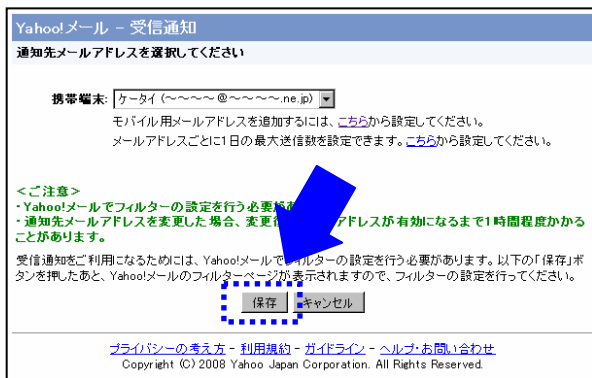 Yahoo!メール - 受信通知
通知先メールアドレスを選択してください
携帯端末: ケータイ (～～～～@～～～～.ne.jp)
モバイル用メールアドレスを追加するには、こちらから設定してください。
メールアドレスごとに1日の最大送信数を設定できます。こちらから設定してください。
<ご注意>
・Yahoo!メールでフィルターの設定を行う必要が
・通知先メールアドレスを変更した場合、変更 アドレスが有効になるまで1時間程度かかる
ことがあります。
受信通知をご利用になるためには、Yahoo!メールで ルターの設定を行う必要があります。以下の「保存」ボ
タンを押したあと、Yahoo!メールのフィルターページが表示されますので、フィルターの設定を行ってください。
保存 キャンセル
プライバシーの考え方 - 利用規約 - ガイドライン - ヘルプ・お問い合わせ
Copyright (C) 2008 Yahoo Japan Corporation. All Rights Reserved.